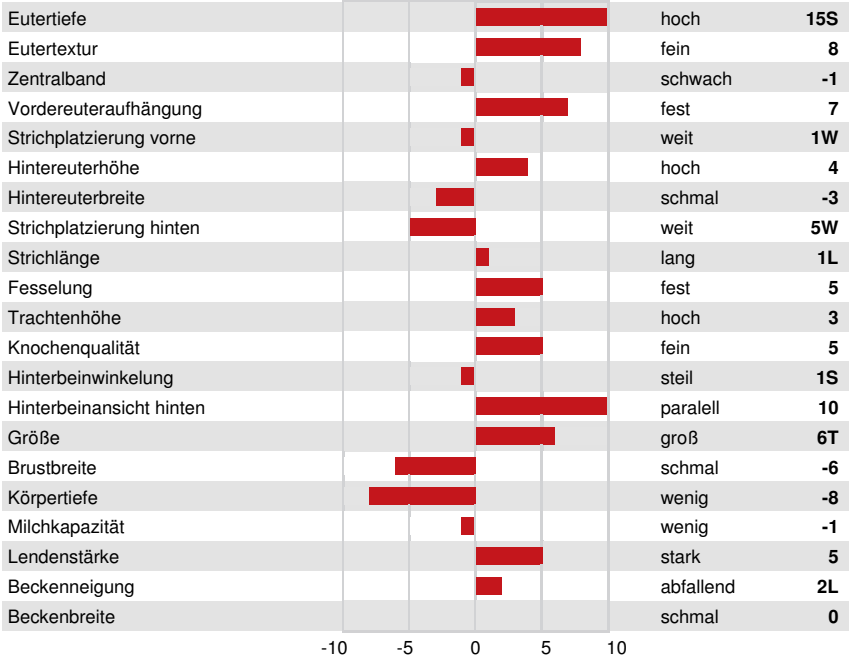 Eutertiefe hoch 15S
Eutertextur fein 8
Zentralband schwach -1
Vordereuteraufhängung fest 7
Strichplatzierung vorne weit 1W
Hintereuterhöhe hoch 4
Hintereuterbreite schmal -3
Strichplatzierung hinten weit 5W
Strichlänge lang 1L
Fesselung fest 5
Trachtenhöhe hoch 3
Knochenqualität fein 5
Hinterbeinwinkelung steil 1S
Hinterbeinansicht hinten paralell 10
Größe groß 6T
Brustbreite schmal -6
Körpertiefe wenig -8
Milchkapazität wenig -1
Lendenstärke stark 5
Beckenneigung abfallend 2L
Beckenbreite schmal 0
-10 -5 0 5 10